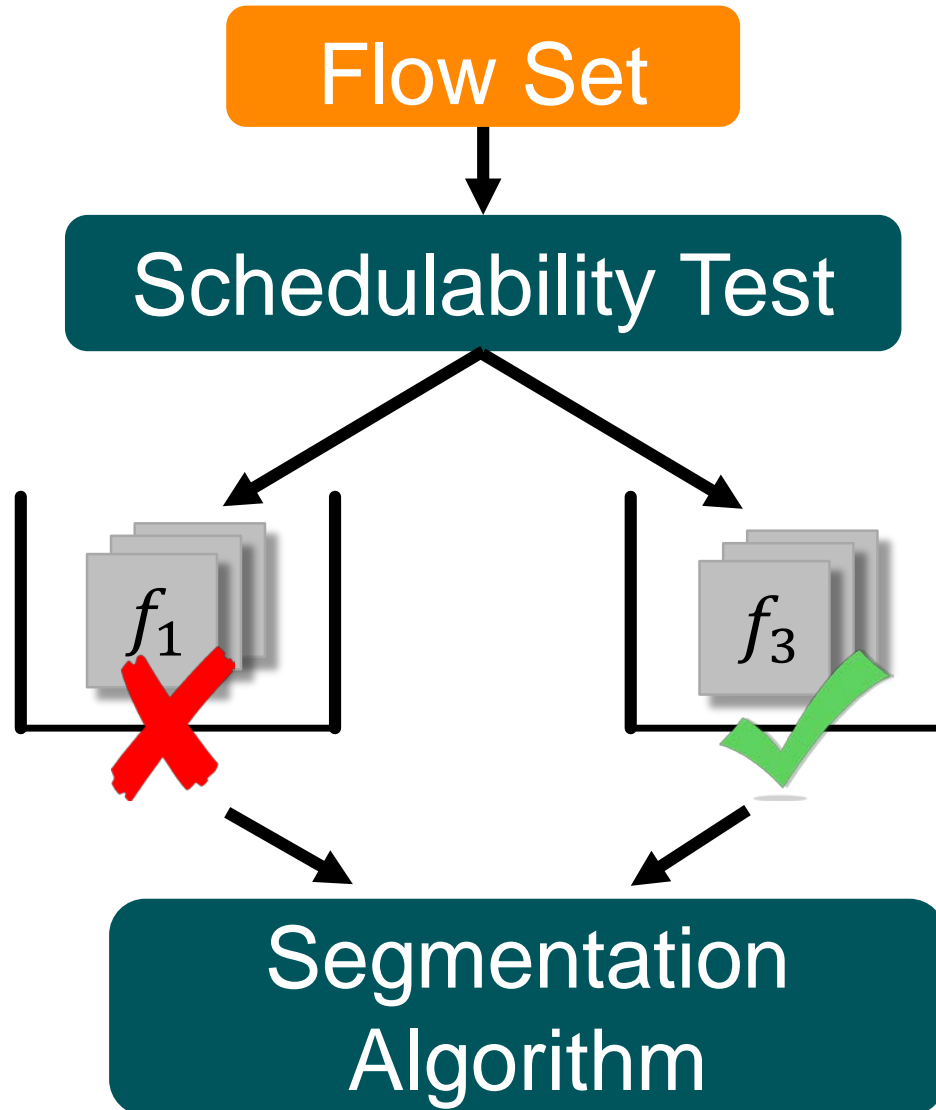 Flow Set
Schedulability Test
f₁
f₃
Segmentation
Algorithm